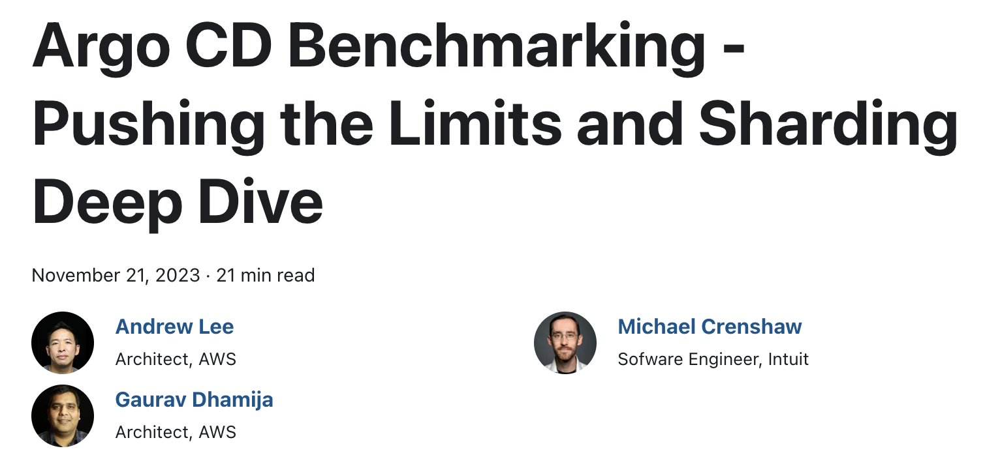 Argo CD Benchmarking -
Pushing the Limits and Sharding
Deep Dive
November 21, 2023 · 21 min read
Andrew Lee
Architect, AWS
Michael Crenshaw
Sofware Engineer, Intuit
Gaurav Dhamija
Architect, AWS